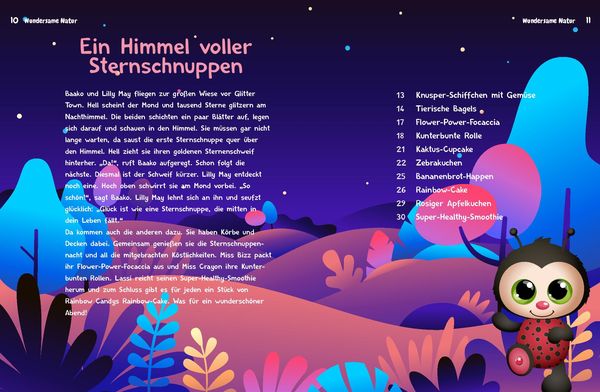 10 Wondersame Natur
Wondersame Natur 11
Ein Himmel voller
Sternschnuppen
Baako und Lilly May fliegen zur großen Wiese vor Glitter
Town. Hell scheint der Mond und tausend Sterne glitzern am
Nachthimmel. Die beiden schichten ein paar Blätter auf, legen
sich darauf und schauen in den Himmel. Sie müssen gar nicht
lange warten, da saust die erste Sternschnuppe quer über
den Himmel. Hell zieht sie ihren goldenen Sternenschweif
hinterher. „Da!“, ruft Baako aufgeregt. Schon folgt die
nächste. Diesmal ist der Schweif kürzer. Lilly May entdeckt
noch eine. Hoch oben schwirrt sie am Mond vorbei. „So
schön!“, sagt Baako. Lilly May lehnt sich an ihn und seufzt
glücklich: „Glück ist wie eine Sternschnuppe, die mitten in
dein Leben fällt.“
Da kommen auch die anderen dazu. Sie haben Körbe und
Decken dabei. Gemeinsam genießen sie die Sternschnuppen-
nacht und all die mitgebrachten Köstlichkeiten. Miss Bizz packt
ihr Flower-Power-Focaccia aus und Miss Crayon ihre Kunter-
bunten Rollen. Lassi reicht seinen Super-Healthy-Smoothie
herum und zum Schluss gibt es für jeden ein Stück von
Rainbow Candys Rainbow-Cake. Was für ein wunderschöner
Abend!
13 Knusper-Schiffchen mit Gemüse
14 Tierische Bagels
17 Flower-Power-Focaccia
18 Kunterbunte Rolle
21 Kaktus-Cupcake
22 Zebrakuchen
25 Bananenbrot-Happen
26 Rainbow-Cake
29 Rosiger Apfelkuchen
30 Super-Healthy-Smoothie